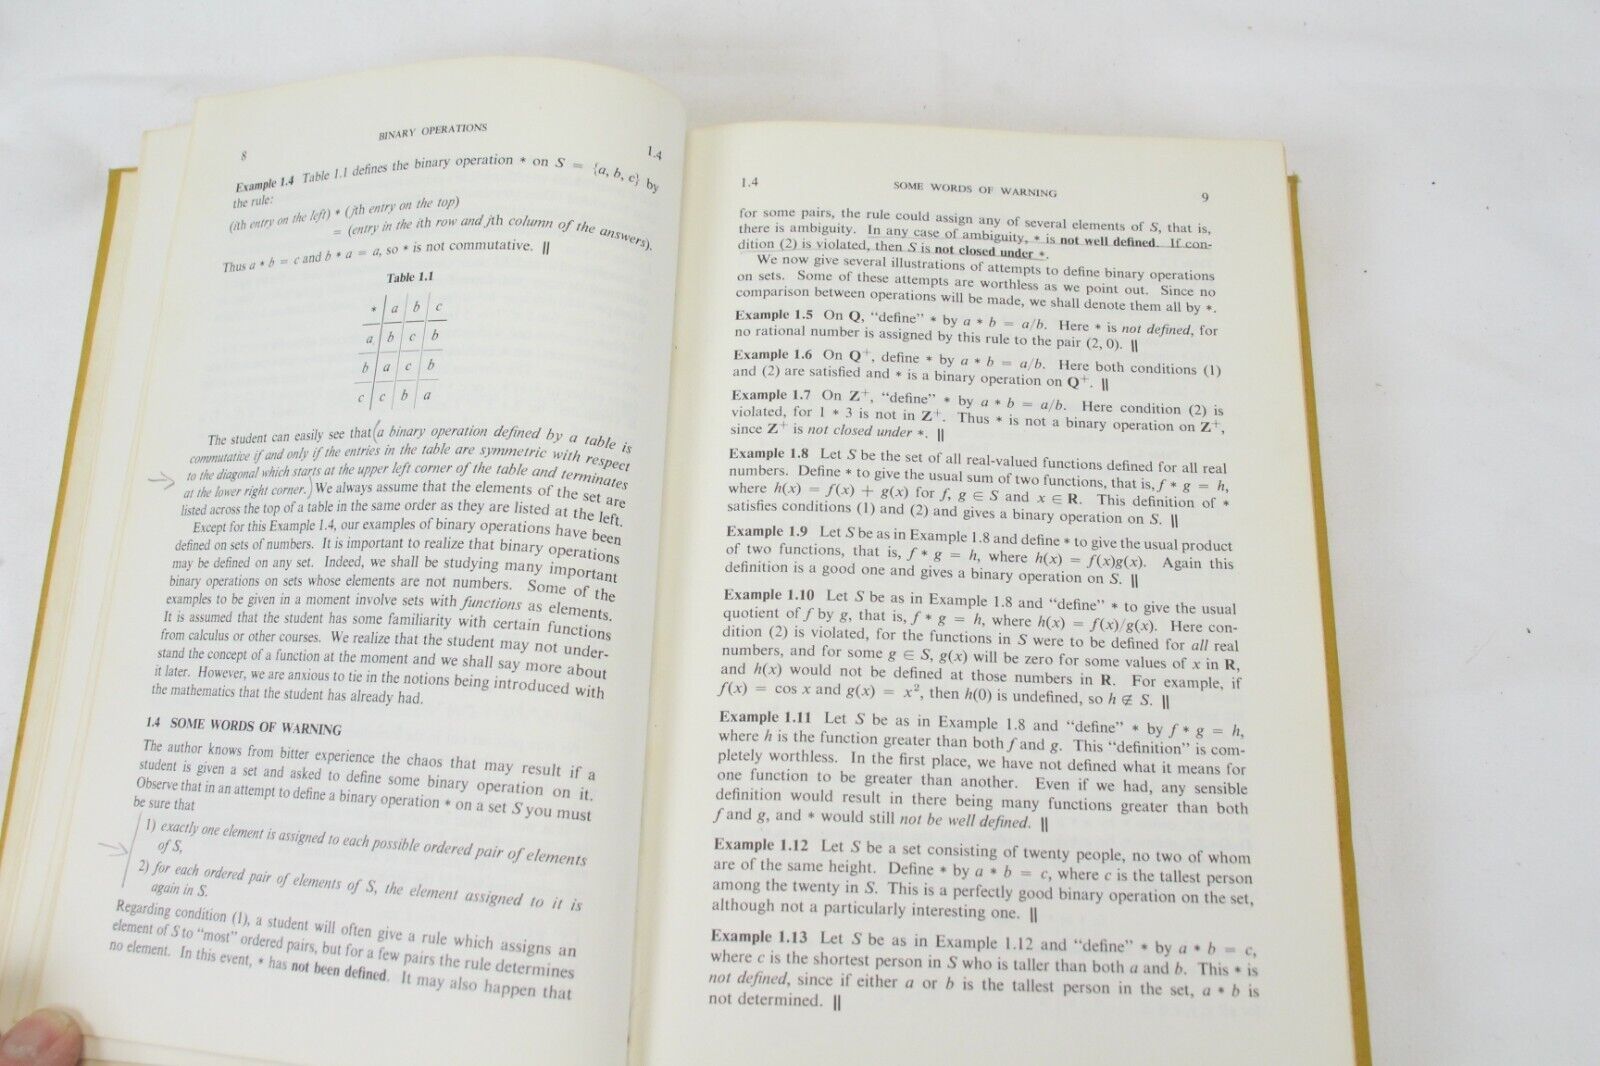 8
BINARY OPERATIONS
1.4
Example 1.4 Table 1.1 defines the binary operation * on S = {a, b, c} by
the rule:
(ith entry on the left) * (jth entry on the top)
= (entry in the ith row and jth column of the answers).
Thus a * b = c and b * a = a, so * is not commutative. ||
Table 1.1
* a b c
a b c b
b a c b
c c b a
The student can easily see that (a binary operation defined by a table is
commutative if and only if the entries in the table are symmetric with respect
to the diagonal which starts at the upper left corner of the table and terminates
at the lower right corner.) We always assume that the elements of the set are
listed across the top of a table in the same order as they are listed at the left.
Except for this Example 1.4, our examples of binary operations have been
defined on sets of numbers. It is important to realize that binary operations
may be defined on any set. Indeed, we shall be studying many important
binary operations on sets whose elements are not numbers. Some of the
examples to be given in a moment involve sets with functions as elements.
It is assumed that the student has some familiarity with certain functions
from calculus or other courses. We realize that the student may not under-
stand the concept of a function at the moment and we shall say more about
it later. However, we are anxious to tie in the notions being introduced with
the mathematics that the student has already had.
1.4 SOME WORDS OF WARNING
The author knows from bitter experience the chaos that may result if a
student is given a set and asked to define some binary operation on it.
Observe that in an attempt to define a binary operation * on a set S you must
be sure that
1) exactly one element is assigned to each possible ordered pair of elements
of S,
2) for each ordered pair of elements of S, the element assigned to it is
again in S.
Regarding condition (1), a student will often give a rule which assigns an
element of S to "most" ordered pairs, but for a few pairs the rule determines
no element. In this event, * has not been defined. It may also happen that
1.4
SOME WORDS OF WARNING
9
for some pairs, the rule could assign any of several elements of S, that is,
there is ambiguity. In any case of ambiguity, * is not well defined. If con-
dition (2) is violated, then S is not closed under *.
We now give several illustrations of attempts to define binary operations
on sets. Some of these attempts are worthless as we point out. Since no
comparison between operations will be made, we shall denote them all by *.
Example 1.5 On Q, "define" * by a * b = a/b. Here * is not defined, for
no rational number is assigned by this rule to the pair (2, 0). ||
Example 1.6 On Q⁺, define * by a * b = a/b. Here both conditions (1)
and (2) are satisfied and * is a binary operation on Q⁺. ||
Example 1.7 On Z⁺, "define" * by a * b = a/b. Here condition (2) is
violated, for 1 * 3 is not in Z⁺. Thus * is not a binary operation on Z⁺,
since Z⁺ is not closed under *. ||
Example 1.8 Let S be the set of all real-valued functions defined for all real
numbers. Define * to give the usual sum of two functions, that is, f * g = h,
where h(x) = f(x) + g(x) for f, g ∈ S and x ∈ R. This definition of *
satisfies conditions (1) and (2) and gives a binary operation on S. ||
Example 1.9 Let S be as in Example 1.8 and define * to give the usual product
of two functions, that is, f * g = h, where h(x) = f(x)g(x). Again this
definition is a good one and gives a binary operation on S. ||
Example 1.10 Let S be as in Example 1.8 and "define" * to give the usual
quotient of f by g, that is, f * g = h, where h(x) = f(x)/g(x). Here con-
dition (2) is violated, for the functions in S were to be defined for all real
numbers, and for some g ∈ S, g(x) will be zero for some values of x in R,
and h(x) would not be defined at those numbers in R. For example, if
f(x) = cos x and g(x) = x², then h(0) is undefined, so h ∉ S. ||
Example 1.11 Let S be as in Example 1.8 and "define" * by f * g = h,
where h is the function greater than both f and g. This "definition" is com-
pletely worthless. In the first place, we have not defined what it means for
one function to be greater than another. Even if we had, any sensible
definition would result in there being many functions greater than both
f and g, and * would still not be well defined. ||
Example 1.12 Let S be a set consisting of twenty people, no two of whom
are of the same height. Define * by a * b = c, where c is the tallest person
among the twenty in S. This is a perfectly good binary operation on the set,
although not a particularly interesting one. ||
Example 1.13 Let S be as in Example 1.12 and "define" * by a * b = c,
where c is the shortest person in S who is taller than both a and b. This * is
not defined, since if either a or b is the tallest person in the set, a * b is
not determined. ||